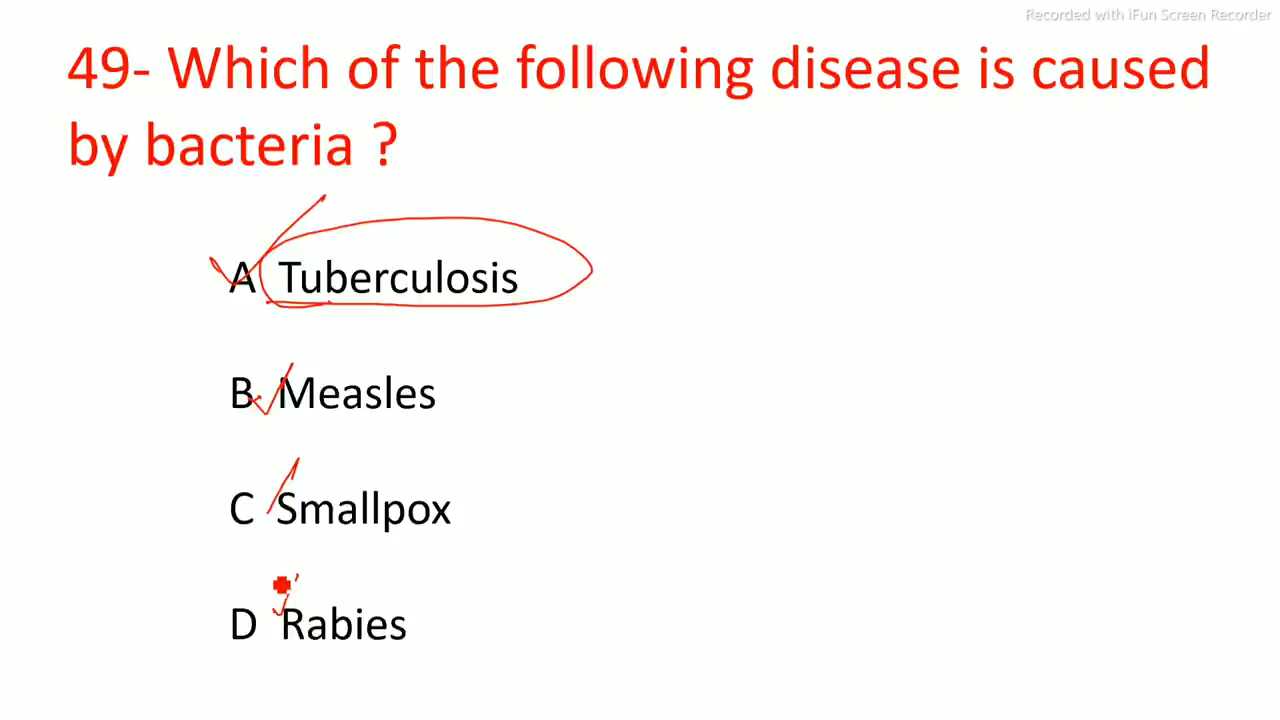 Recorded with iFun Screen Recorder
49- Which of the following disease is caused
by bacteria ?
A Tuberculosis
B Measles
C Smallpox
D Rabies